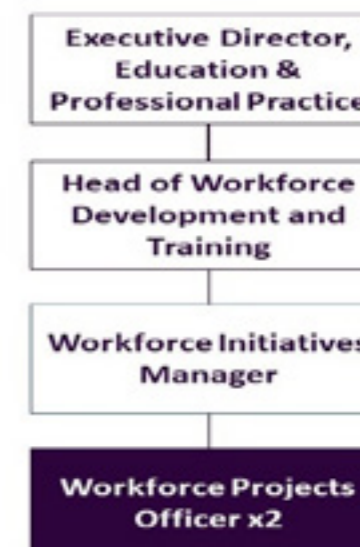 Executive Director,
Education &
Professional Practice
Head of Workforce
Development and
Training
Workforce Initiatives
Manager
Workforce Projects
Officer x2